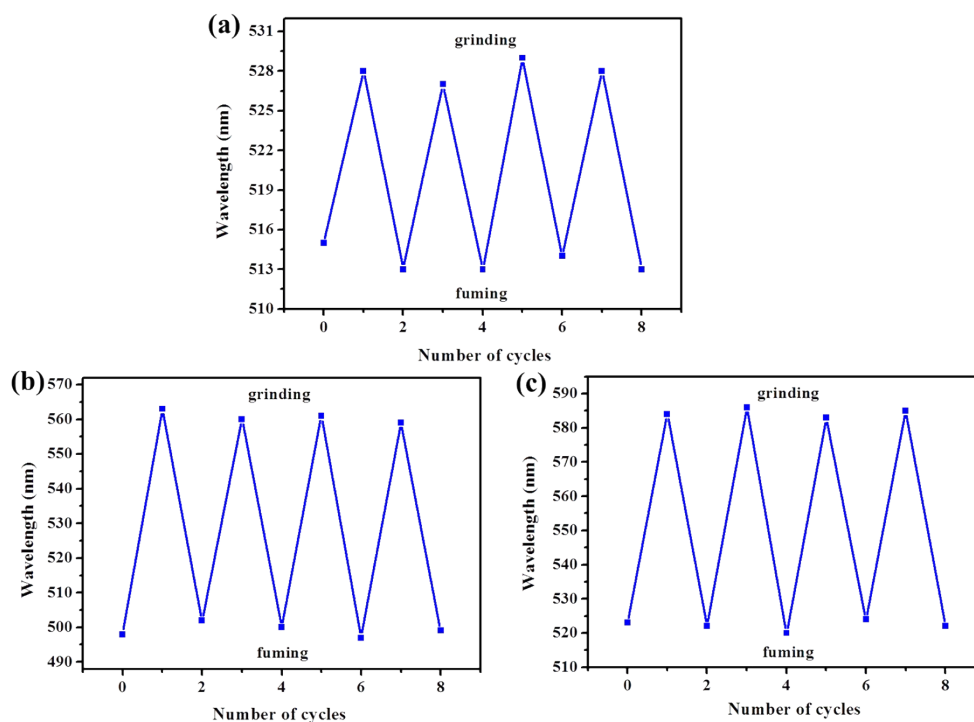 (a)
grinding
531
528
525
522
519
516
513
510
Wavelength (nm)
fuming
0 2 4 6 8
Number of cycles
(b)
grinding
570
560
550
540
530
520
510
500
490
Wavelength (nm)
fuming
0 2 4 6 8
Number of cycles
(c)
grinding
590
580
570
560
550
540
530
520
510
Wavelength (nm)
fuming
0 2 4 6 8
Number of cycles